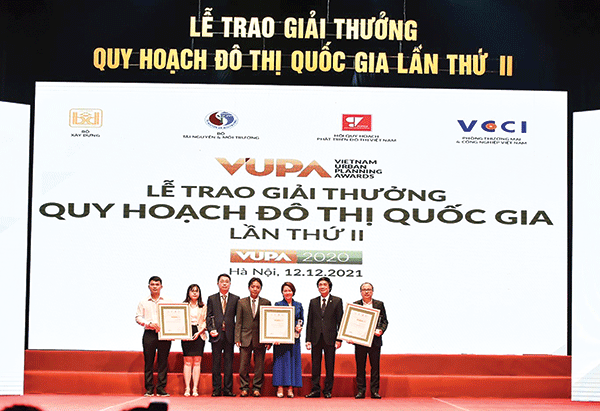 LỄ TRAO GIẢI THƯỞNG
QUY HOẠCH ĐÔ THỊ QUỐC GIA LẦN THỨ II
BỘ
XÂY DỰNG
BỘ
TÀI NGUYÊN & MÔI TRƯỜNG
HỘI QUY HOẠCH
PHÁT TRIỂN ĐÔ THỊ VIỆT NAM
VCCI
PHÒNG THƯƠNG MẠI
& CÔNG NGHIỆP VIỆT NAM
VUPA
VIETNAM
URBAN
PLANNING
AWARDS
LỄ TRAO GIẢI THƯỞNG
QUY HOẠCH ĐÔ THỊ QUỐC GIA
LẦN THỨ II
VUPA 2020
Hà Nội, 12.12.2021